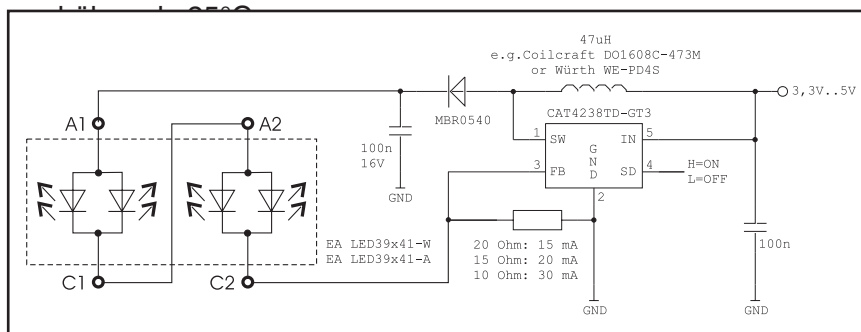 47uH
e.g.Coilcraft DO1608C-473M
or Würth WE-PD4S
3,3V..5V
MBR0540
CAT4238TD-GT3
A1
A2
100n
16V
GND
1 SW
IN 5
GND
3 FB
SD 4
H=ON
L=OFF
2
EA LED39x41-W
EA LED39x41-A
20 Ohm: 15 mA
15 Ohm: 20 mA
10 Ohm: 30 mA
100n
C1
C2
GND
GND